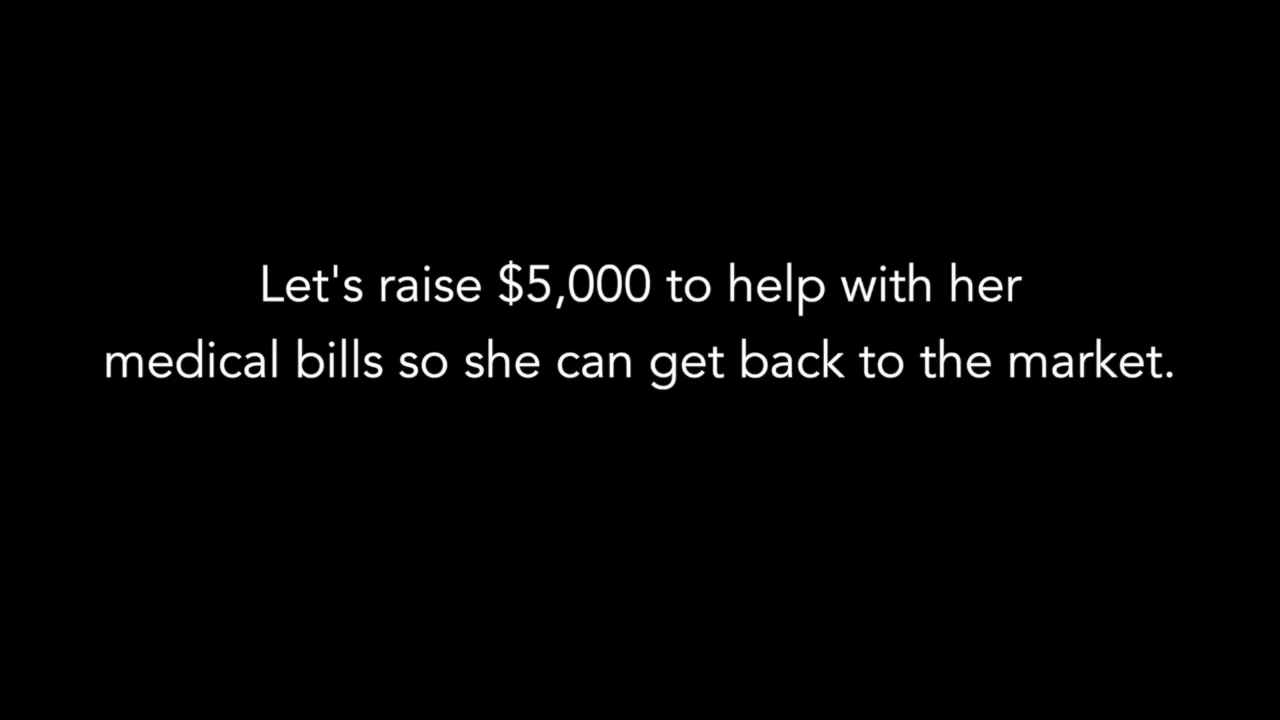 Let's raise $5,000 to help with her
medical bills so she can get back to the market.